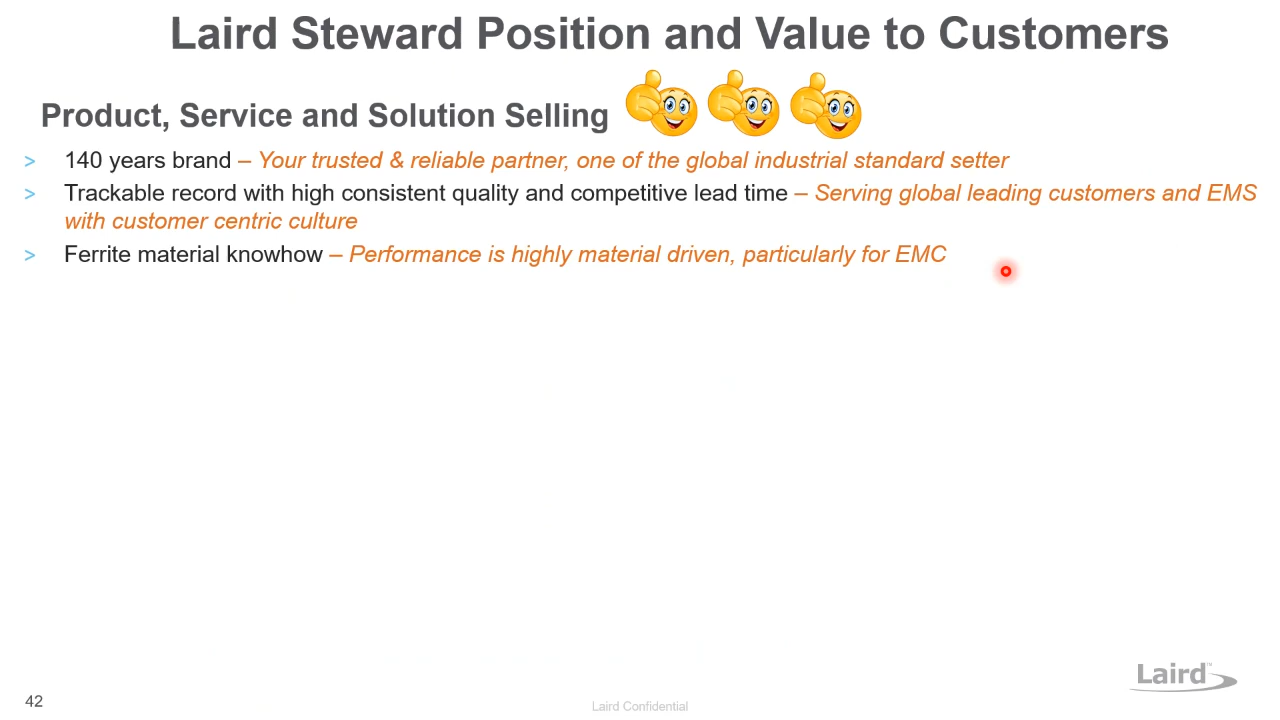 Laird Steward Position and Value to Customers
Product, Service and Solution Selling
> 140 years brand – Your trusted & reliable partner, one of the global industrial standard setter
> Trackable record with high consistent quality and competitive lead time – Serving global leading customers and EMS
with customer centric culture
> Ferrite material knowhow – Performance is highly material driven, particularly for EMC
Laird™
42
Laird Confidential